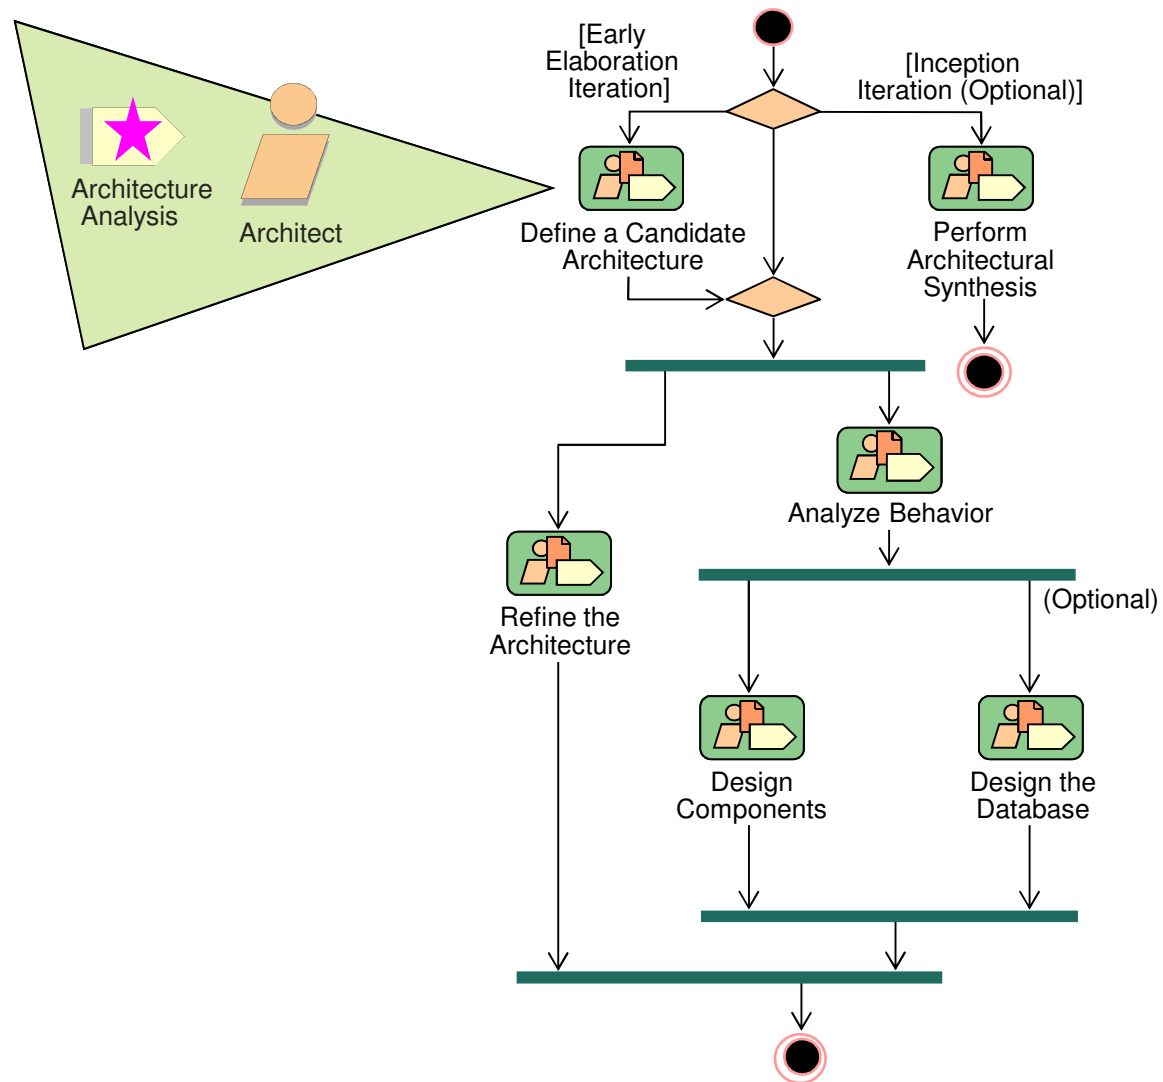 [Early
Elaboration
Iteration]
[Inception
Iteration (Optional)]
Architecture
Analysis
Architect
Define a Candidate
Architecture
Perform
Architectural
Synthesis
Analyze Behavior
(Optional)
Refine the
Architecture
Design
Components
Design the
Database